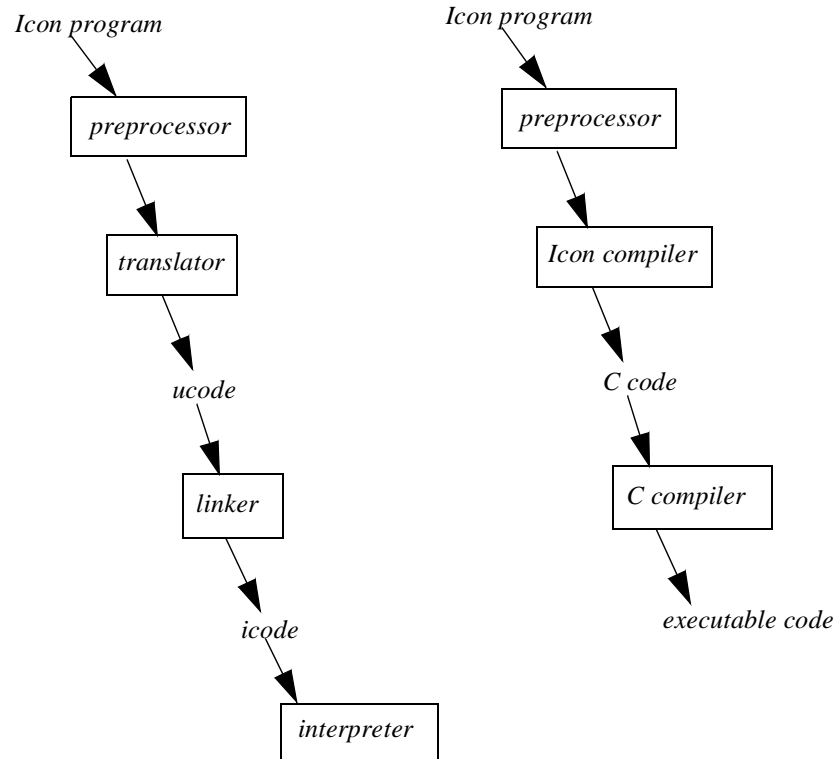 Icon program
preprocessor
translator
ucode
linker
icode
interpreter
Icon program
preprocessor
Icon compiler
C code
C compiler
executable code